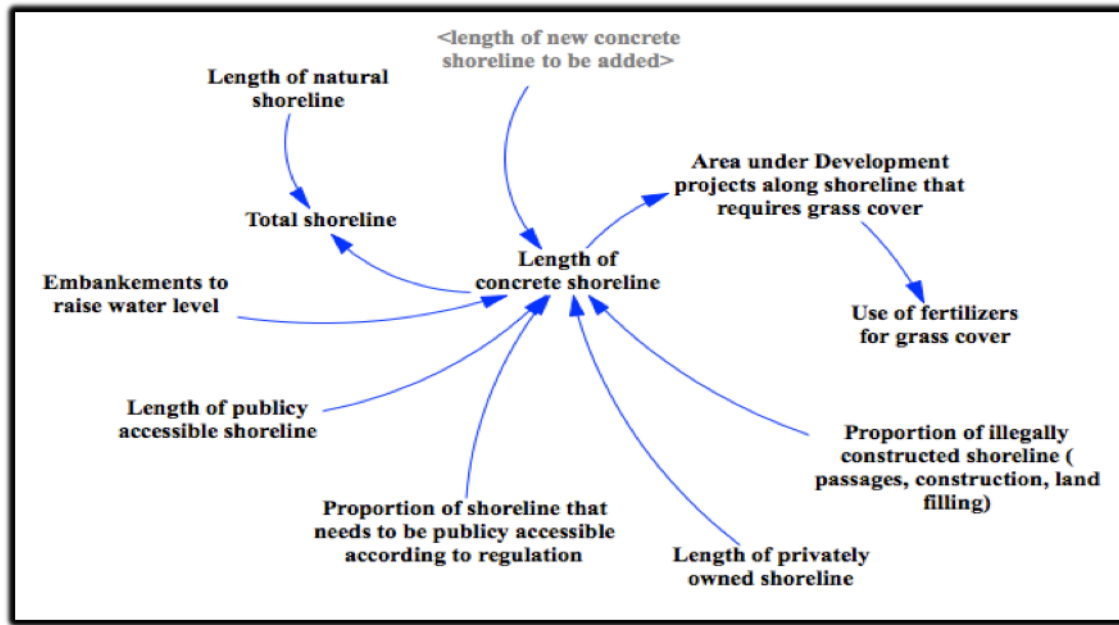 <length of new concrete
shoreline to be added>
Length of natural
shoreline
Area under Development
projects along shoreline that
requires grass cover
Total shoreline
Length of
concrete shoreline
Embankements to
raise water level
Use of fertilizers
for grass cover
Length of publicy
accessible shoreline
Proportion of illegally
constructed shoreline (
passages, construction, land
filling)
Proportion of shoreline that
needs to be publicy accessible
according to regulation
Length of privately
owned shoreline